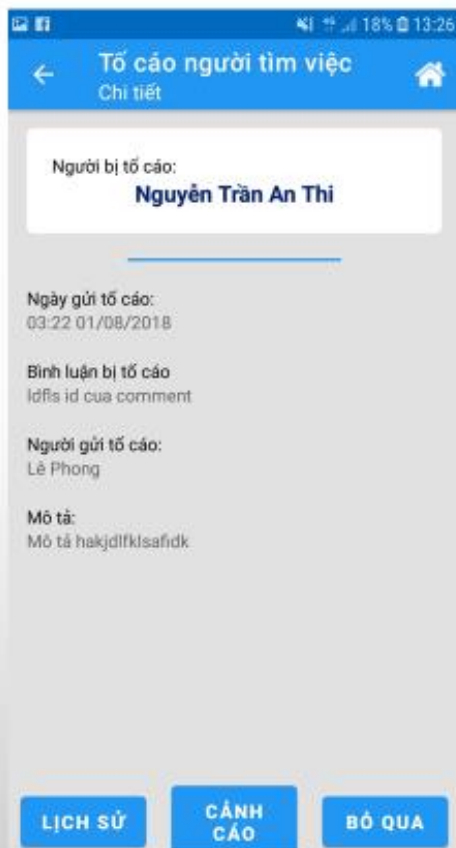 18% 13:26
Tố cáo người tìm việc
Chi tiết
Người bị tố cáo:
Nguyễn Trần An Thi
Ngày gửi tố cáo:
03:22 01/08/2018
Bình luận bị tố cáo
ldfls id cua comment
Người gửi tố cáo:
Lê Phong
Mô tả:
Mô tả hakjdlfklsafidk
LỊCH SỬ
CẢNH
CÁO
BỎ QUA